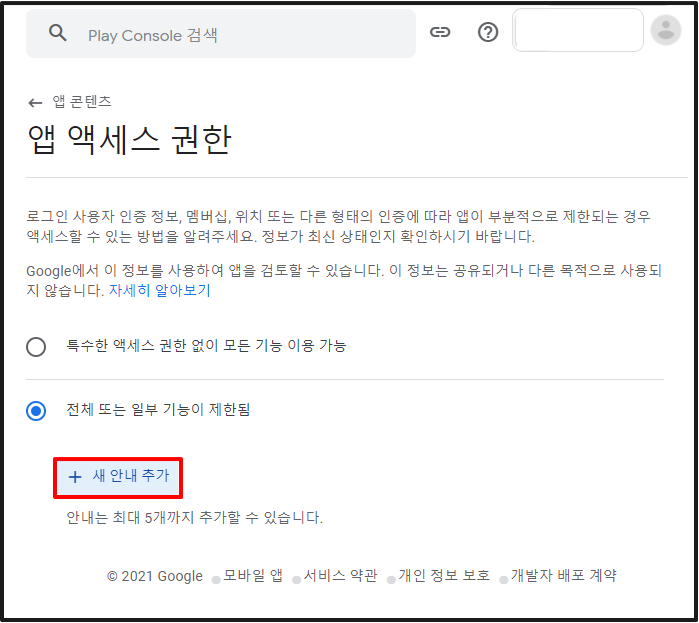 Play Console 검색
← 앱 콘텐츠
앱 액세스 권한
로그인 사용자 인증 정보, 멤버십, 위치 또는 다른 형태의 인증에 따라 앱이 부분적으로 제한되는 경우
액세스할 수 있는 방법을 알려주세요. 정보가 최신 상태인지 확인하시기 바랍니다.
Google에서 이 정보를 사용하여 앱을 검토할 수 있습니다. 이 정보는 공유되거나 다른 목적으로 사용되
지 않습니다. 자세히 알아보기
특수한 액세스 권한 없이 모든 기능 이용 가능
전체 또는 일부 기능이 제한됨
+ 새 안내 추가
안내는 최대 5개까지 추가할 수 있습니다.
© 2021 Google 모바일 앱 서비스 약관 개인 정보 보호 개발자 배포 계약